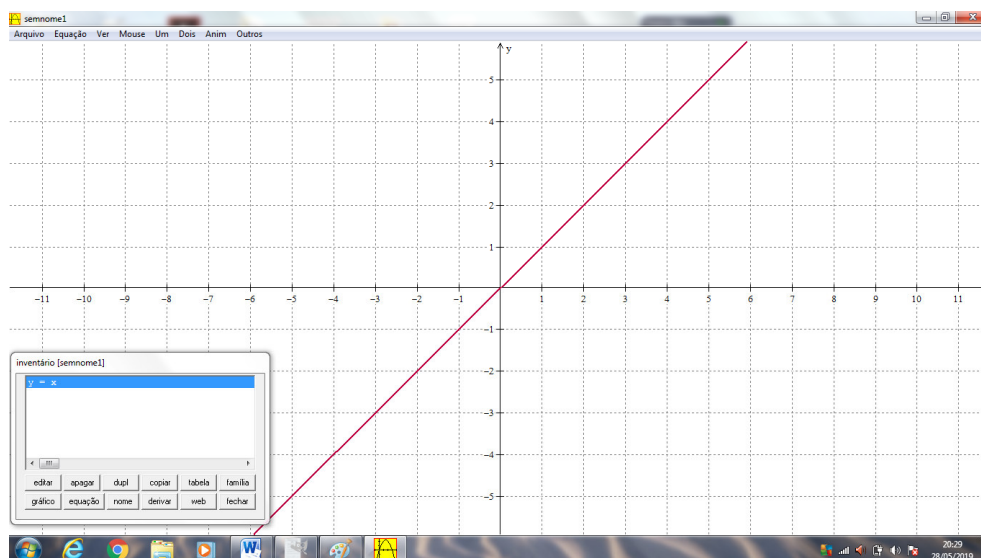 semnome1
Arquivo Equação Ver Mouse Um Dois Anim Outros
y
5
4
3
2
1
−11 −10 −9 −8 −7 −6 −5 −4 −3 −2 −1 1 2 3 4 5 6 7 8 9 10 11
−1
−2
−3
−4
−5
inventário [semnome1]
y = x
editar apagar dupl copiar tabela família
gráfico equação nome derivar web fechar
20:29
28/05/2019